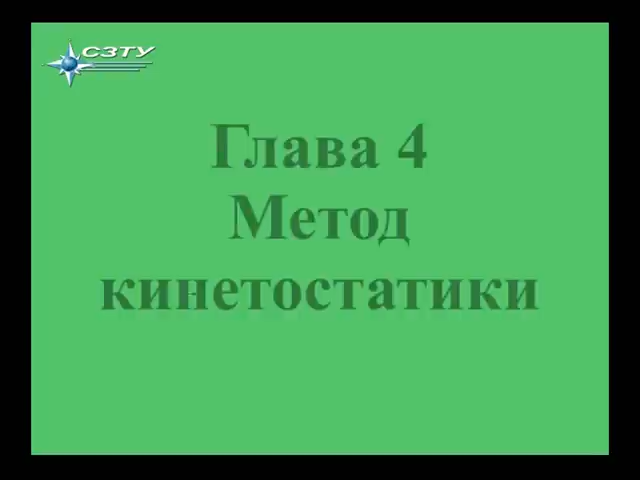 СЗТУ
Глава 4
Метод
кинетостатики